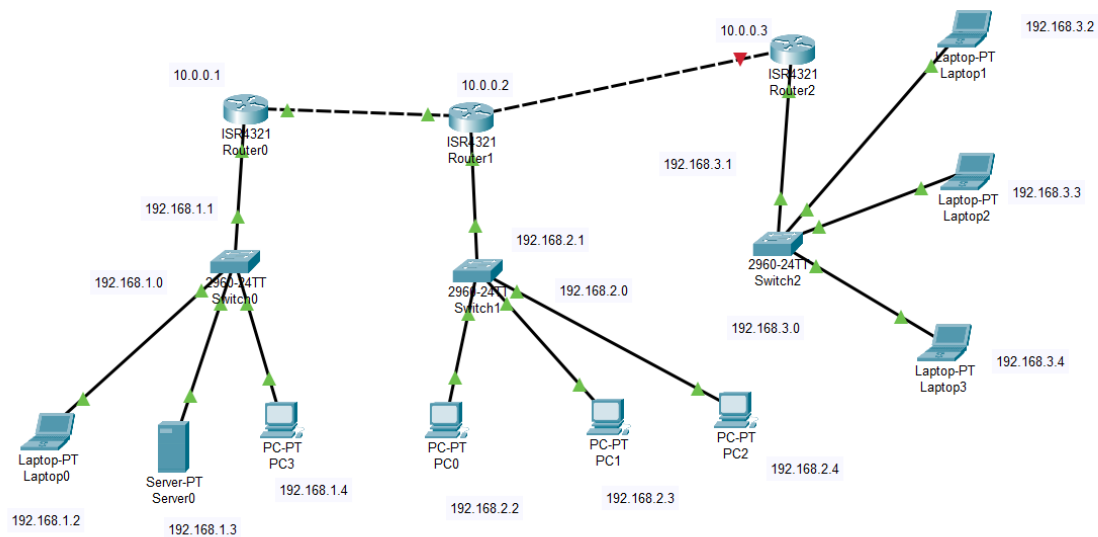 10.0.0.3
192.168.3.2
Laptop-PT
Laptop1
10.0.0.1
10.0.0.2
ISR4321
Router2
ISR4321
Router0
ISR4321
Router1
192.168.3.1
192.168.3.3
Laptop-PT
Laptop2
192.168.1.1
192.168.2.1
2960-24TT
Switch2
192.168.1.0
2960-24TT
Switch0
2960-24TT
Switch1
192.168.2.0
192.168.3.0
192.168.3.4
Laptop-PT
Laptop3
Laptop-PT
Laptop0
Server-PT
Server0
PC-PT
PC3
PC-PT
PC0
PC-PT
PC1
PC-PT
PC2
192.168.2.4
192.168.1.4
192.168.2.3
192.168.2.2
192.168.1.2
192.168.1.3